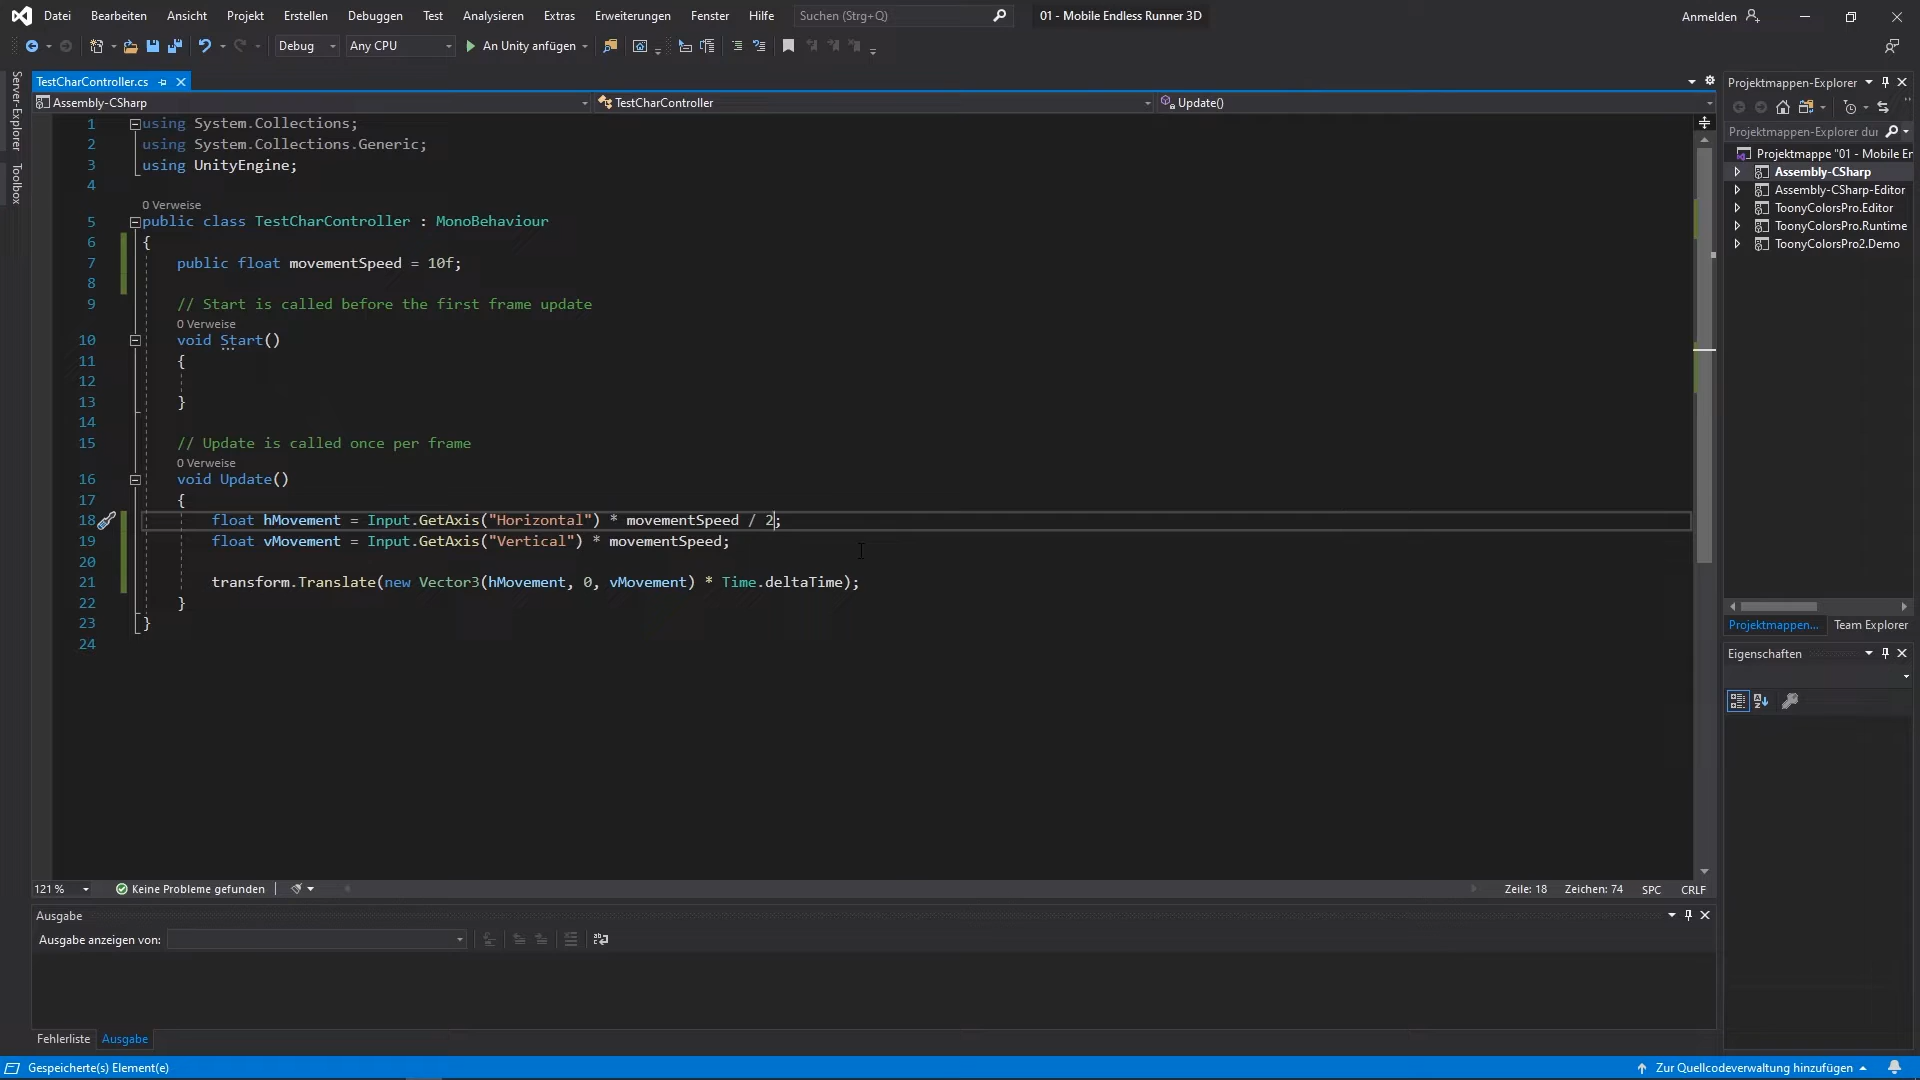 Datei Bearbeiten Ansicht Projekt Erstellen Debuggen Test Analysieren Extras Erweiterungen Fenster Hilfe Suchen (Strg+Q) 01 - Mobile Endless Runner 3D Anmelden
Debug Any CPU An Unity anfügen
Server-Explorer
Toolbox
TestCharController.cs
Assembly-CSharp TestCharController Update()
1 using System.Collections;
2 using System.Collections.Generic;
3 using UnityEngine;
4
0 Verweise
5 public class TestCharController : MonoBehaviour
6 {
7 public float movementSpeed = 10f;
8
9 // Start is called before the first frame update
0 Verweise
10 void Start()
11 {
12
13 }
14
15 // Update is called once per frame
0 Verweise
16 void Update()
17 {
18 float hMovement = Input.GetAxis("Horizontal") * movementSpeed / 2;
19 float vMovement = Input.GetAxis("Vertical") * movementSpeed;
20
21 transform.Translate(new Vector3(hMovement, 0, vMovement) * Time.deltaTime);
22 }
23 }
24
121 % Keine Probleme gefunden Zeile: 18 Zeichen: 74 SPC CRLF
Ausgabe
Ausgabe anzeigen von:
Fehlerliste Ausgabe
Projektmappen-Explorer
Projektmappen-Explorer dur
Projektmappe "01 - Mobile Er
Assembly-CSharp
Assembly-CSharp-Editor
ToonyColorsPro.Editor
ToonyColorsPro.Runtime
ToonyColorsPro2.Demo
Projektmappen... Team Explorer
Eigenschaften
Gespeicherte(s) Element(e) Zur Quellcodeverwaltung hinzufügen